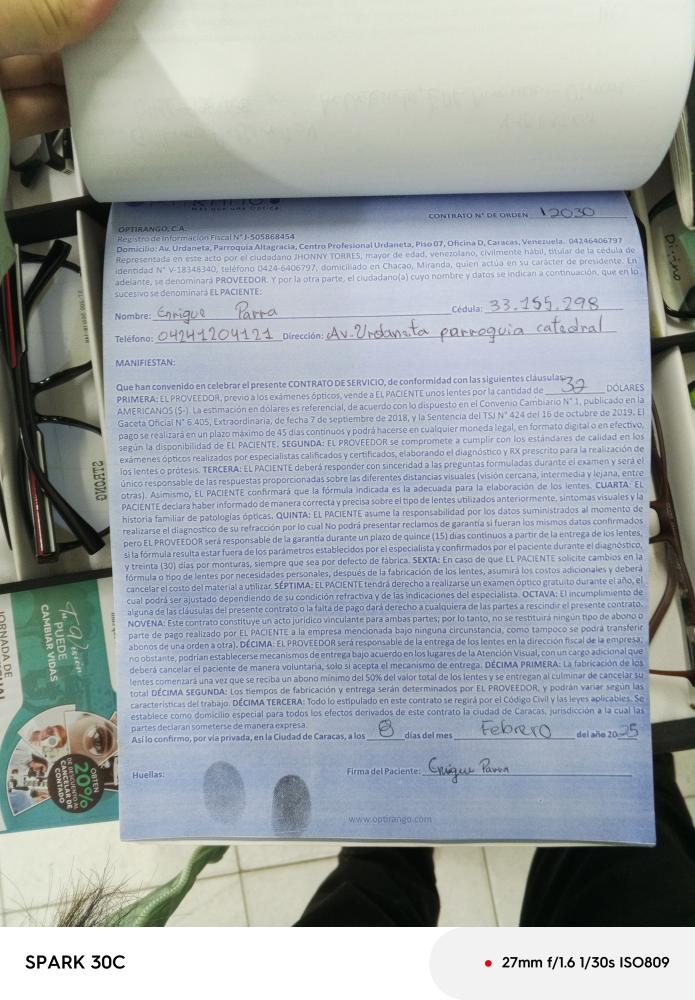 CONTRATO N° DE ORDEN 12030
OPTIRANGO, C.A.
Registro de Información Fiscal N° J-505868454
Domicilio: Av. Urdaneta, Parroquia Altagracia, Centro Profesional Urdaneta, Piso 07, Oficina D, Caracas, Venezuela. 04246406797
Representada en este acto por el ciudadano JHONNY TORRES, mayor de edad, venezolano, civilmente hábil, titular de la cédula de
identidad N° V-18348340, teléfono 0424-6406797, domiciliado en Chacao, Miranda, quien actúa en su carácter de presidente. En
adelante, se denominará PROVEEDOR. Y por la otra parte, el ciudadano(a) cuyo nombre y datos se indican a continuación, que en lo
sucesivo se denominará EL PACIENTE:
Nombre: Enrique Parra Cédula: 33.155.298
Teléfono: 04241204121 Dirección: Av. Urdaneta parroquia catedral
MANIFIESTAN:
Que han convenido en celebrar el presente CONTRATO DE SERVICIO, de conformidad con las siguientes cláusulas:
PRIMERA: EL PROVEEDOR, previo a los exámenes ópticos, vende a EL PACIENTE unos lentes por la cantidad de 32 DÓLARES
AMERICANOS ($-). La estimación en dólares es referencial, de acuerdo con lo dispuesto en el Convenio Cambiario N° 1, publicado en la
Gaceta Oficial N° 6.405, Extraordinaria, de fecha 7 de septiembre de 2018, y la Sentencia del TSJ N° 424 del 16 de octubre de 2019. El
pago se realizará en un plazo máximo de 45 días continuos y podrá hacerse en cualquier moneda legal, en formato digital o en efectivo,
según la disponibilidad de EL PACIENTE. SEGUNDA: EL PROVEEDOR se compromete a cumplir con los estándares de calidad en los
exámenes ópticos realizados por especialistas calificados y certificados, elaborando el diagnóstico y RX prescrito para la realización de
los lentes o prótesis. TERCERA: EL PACIENTE deberá responder con sinceridad a las preguntas formuladas durante el examen y será el
único responsable de las respuestas proporcionadas sobre las diferentes distancias visuales (visión cercana, intermedia y lejana, entre
otras). Asimismo, EL PACIENTE confirmará que la fórmula indicada es la adecuada para la elaboración de los lentes. CUARTA: EL
PACIENTE declara haber informado de manera correcta y precisa sobre el tipo de lentes utilizados anteriormente, síntomas visuales y la
historia familiar de patologías ópticas. QUINTA: EL PACIENTE asume la responsabilidad por los datos suministrados al momento de
realizarse el diagnostico de su refracción por lo cual No podrá presentar reclamos de garantía si fueran los mismos datos confirmados
pero EL PROVEEDOR será responsable de la garantía durante un plazo de quince (15) días continuos a partir de la entrega de los lentes,
si la fórmula resulta estar fuera de los parámetros establecidos por el especialista y confirmados por el paciente durante el diagnóstico,
y treinta (30) días por monturas, siempre que sea por defecto de fábrica. SEXTA: En caso de que EL PACIENTE solicite cambios en la
fórmula o tipo de lentes por necesidades personales, después de la fabricación de los lentes, asumirá los costos adicionales y deberá
cancelar el costo del material a utilizar. SÉPTIMA: EL PACIENTE tendrá derecho a realizarse un examen óptico gratuito durante el año, el
cual podrá ser ajustado dependiendo de su condición refractiva y de las indicaciones del especialista. OCTAVA: El incumplimiento de
alguna de las cláusulas del presente contrato o la falta de pago dará derecho a cualquiera de las partes a rescindir el presente contrato.
NOVENA: Este contrato constituye un acto jurídico vinculante para ambas partes; por lo tanto, no se restituirá ningún tipo de abono o
parte de pago realizado por EL PACIENTE a la empresa mencionada bajo ninguna circunstancia, como tampoco se podrá transferir
abonos de una orden a otra). DÉCIMA: EL PROVEEDOR será responsable de la entrega de los lentes en la dirección fiscal de la empresa;
no obstante, podrían establecerse mecanismos de entrega bajo acuerdo en los lugares de la Atención Visual, con un cargo adicional que
deberá cancelar el paciente de manera voluntaria, solo si acepta el mecanismo de entrega. DÉCIMA PRIMERA: La fabricación de los
lentes comenzará una vez que se reciba un abono mínimo del 50% del valor total de los lentes y se entregan al culminar de cancelar su
total DÉCIMA SEGUNDA: Los tiempos de fabricación y entrega serán determinados por EL PROVEEDOR, y podrán variar según las
características del trabajo. DÉCIMA TERCERA: Todo lo estipulado en este contrato se regirá por el Código Civil y las leyes aplicables. Se
establece como domicilio especial para todos los efectos derivados de este contrato la ciudad de Caracas, jurisdicción a la cual las
partes declaran someterse de manera expresa.
Así lo confirmo, por vía privada, en la Ciudad de Caracas, a los 8 días del mes Febrero del año 2025
Huellas:
Firma del Paciente: Enrique Parra
www.optirango.com
STRONG
Tu Visión
PUEDE
CAMBIAR VIDAS
JORNADA DE
OBTEN
20%
DE DESCUENTO AL
CANCELAR DE
CONTADO
SPARK 30C
27mm f/1.6 1/30s ISO809